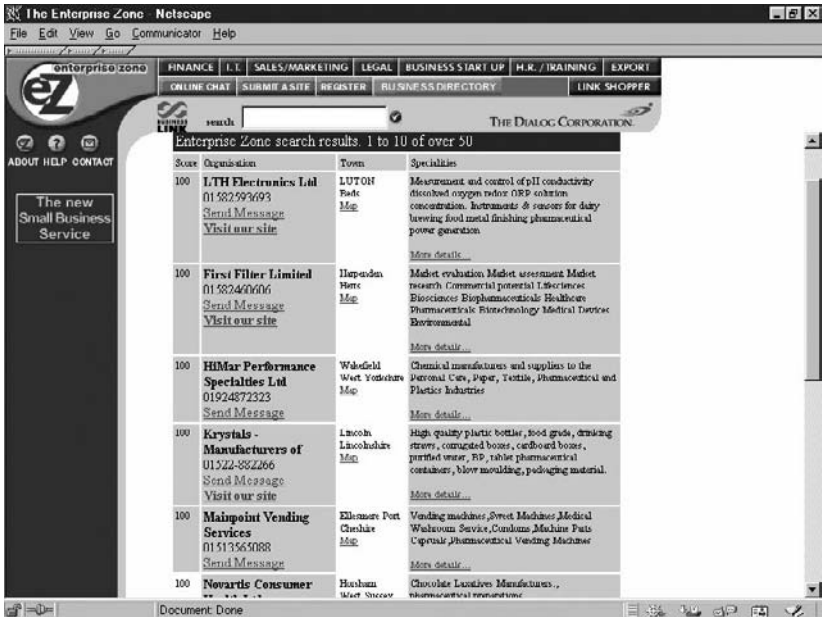 The Enterprise Zone - Netscape
File Edit View Go Communicator Help
enterprise zone
eZ
FINANCE I.T. SALES/MARKETING LEGAL BUSINESS START UP H.R. / TRAINING EXPORT
ONLINE CHAT SUBMIT A SITE REGISTER BUSINESS DIRECTORY LINK SHOPPER
BUSINESS LINK
search
THE DIALOG CORPORATION
ABOUT HELP CONTACT
The new
Small Business
Service
Enterprise Zone search results. 1 to 10 of over 50
Score Organisation Town Specialities
100 LTH Electronics Ltd LUTON Measurement and control of pH conductivity
01582593693 Beds dissolved oxygen redox ORP solution
Send Message Map concentration. Instruments & sensors for dairy
Visit our site brewing food metal finishing pharmaceutical
power generation
More details...
100 First Filter Limited Harpenden Market evaluation Market assessment Market
01582460606 Herts research Commercial potential Lifesciences
Send Message Map Biosciences Biopharmaceuticals Healthcare
Visit our site Pharmaceuticals Biotechnology Medical Devices
Environmental
More details...
100 HiMar Performance Wakefield Chemical manufacturers and suppliers to the
Specialties Ltd West Yorkshire Personal Care, Paper, Textile, Pharmaceutical and
01924872323 Map Plastics Industries
Send Message More details...
100 Krystals - Lincoln High quality plastic bottles, food grade, drinking
Manufacturers of Lincolnshire straws, corrugated boxes, cardboard boxes,
01522-882266 Map purified water, BP, tablet pharmaceutical
Send Message containers, blow moulding, packaging material.
Visit our site More details...
100 Mainpoint Vending Ellesmere Port Vending machines,Sweet Machines,Medical
Services Cheshire Washroom Service,Condoms,Machine Parts
01513565088 Map Capsuals,Pharmaceutical Vending Machines
Send Message More details...
100 Novartis Consumer Horsham Chocolate Laxatives Manufacturers.,
West Sussex pharmaceutical preparations
Document: Done